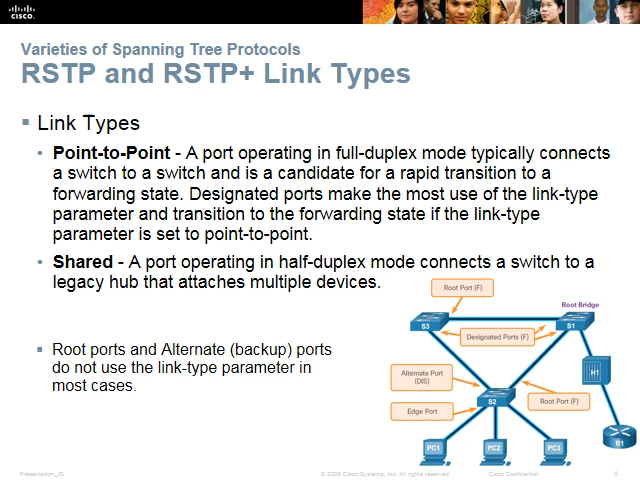 CISCO.
Varieties of Spanning Tree Protocols
RSTP and RSTP+ Link Types
▪ Link Types
• Point-to-Point - A port operating in full-duplex mode typically connects
a switch to a switch and is a candidate for a rapid transition to a
forwarding state. Designated ports make the most use of the link-type
parameter and transition to the forwarding state if the link-type
parameter is set to point-to-point.
• Shared - A port operating in half-duplex mode connects a switch to a
legacy hub that attaches multiple devices.
▪ Root ports and Alternate (backup) ports
do not use the link-type parameter in
most cases.
Root Port (F)
Root Bridge
S3
Designated Ports (F)
S1
Alternate Port
(DIS)
H1
S2
Root Port (F)
Edge Port
R1
PC1
PC2
PC3
Presentation_ID
© 2008 Cisco Systems, Inc. All rights reserved.
Cisco Confidential